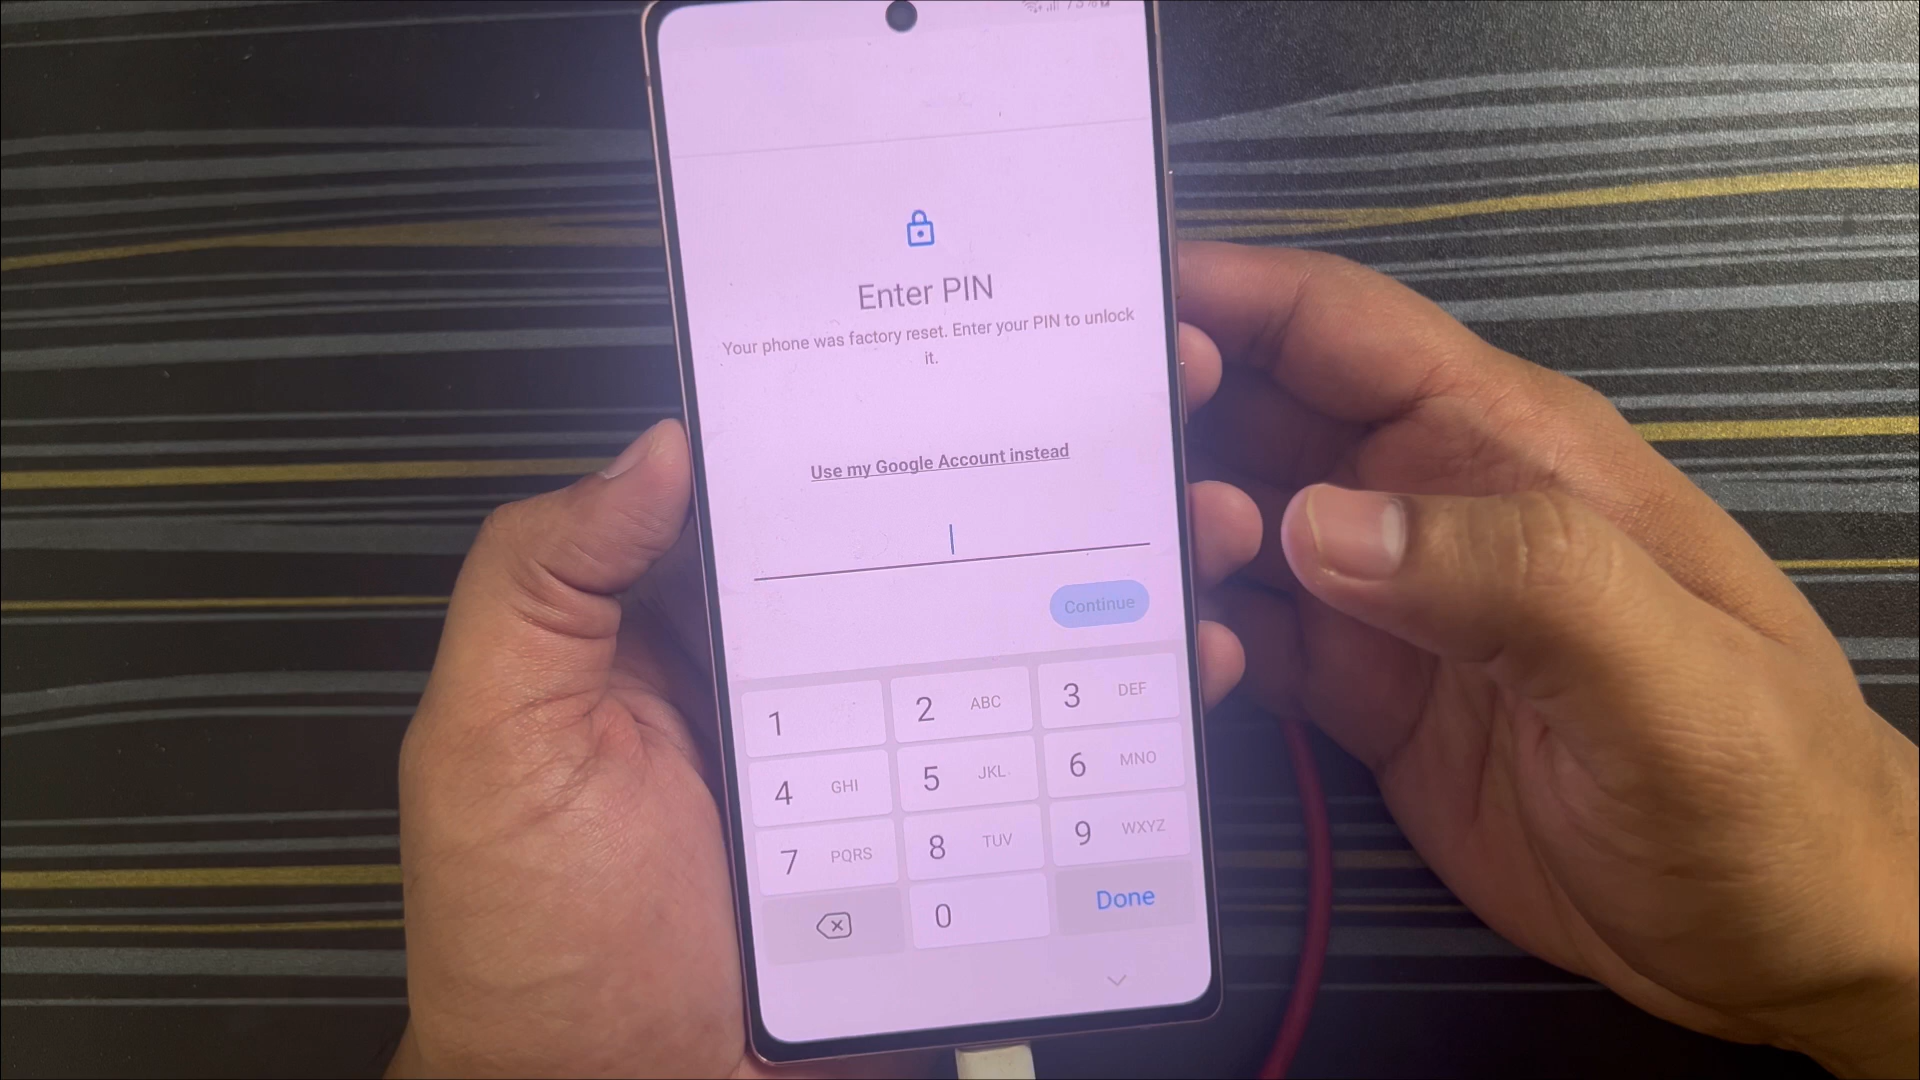 Enter PIN
Your phone was factory reset. Enter your PIN to unlock
it.
Use my Google Account instead
Continue
1
2 ABC
3 DEF
4 GHI
5 JKL
6 MNO
7 PQRS
8 TUV
9 WXYZ
0
Done